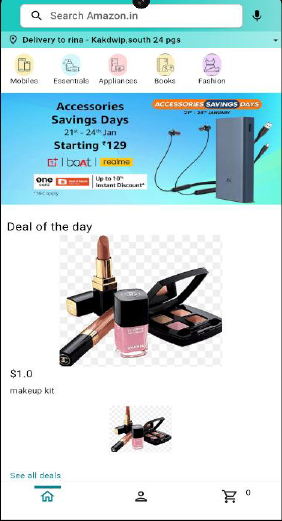 Search Amazon.in
Delivery to rina - Kakdwip,south 24 pgs
Mobiles Essentials Appliances Books Fashion
Accessories
Savings Days
21st - 24th Jan
Starting ₹129
boAt realme
Up to 10%
Instant Discount*
ACCESSORIES SAVINGS DAYS
21st - 24th JANUARY
Deal of the day
CHANEL
$1.0
makeup kit
See all deals
0